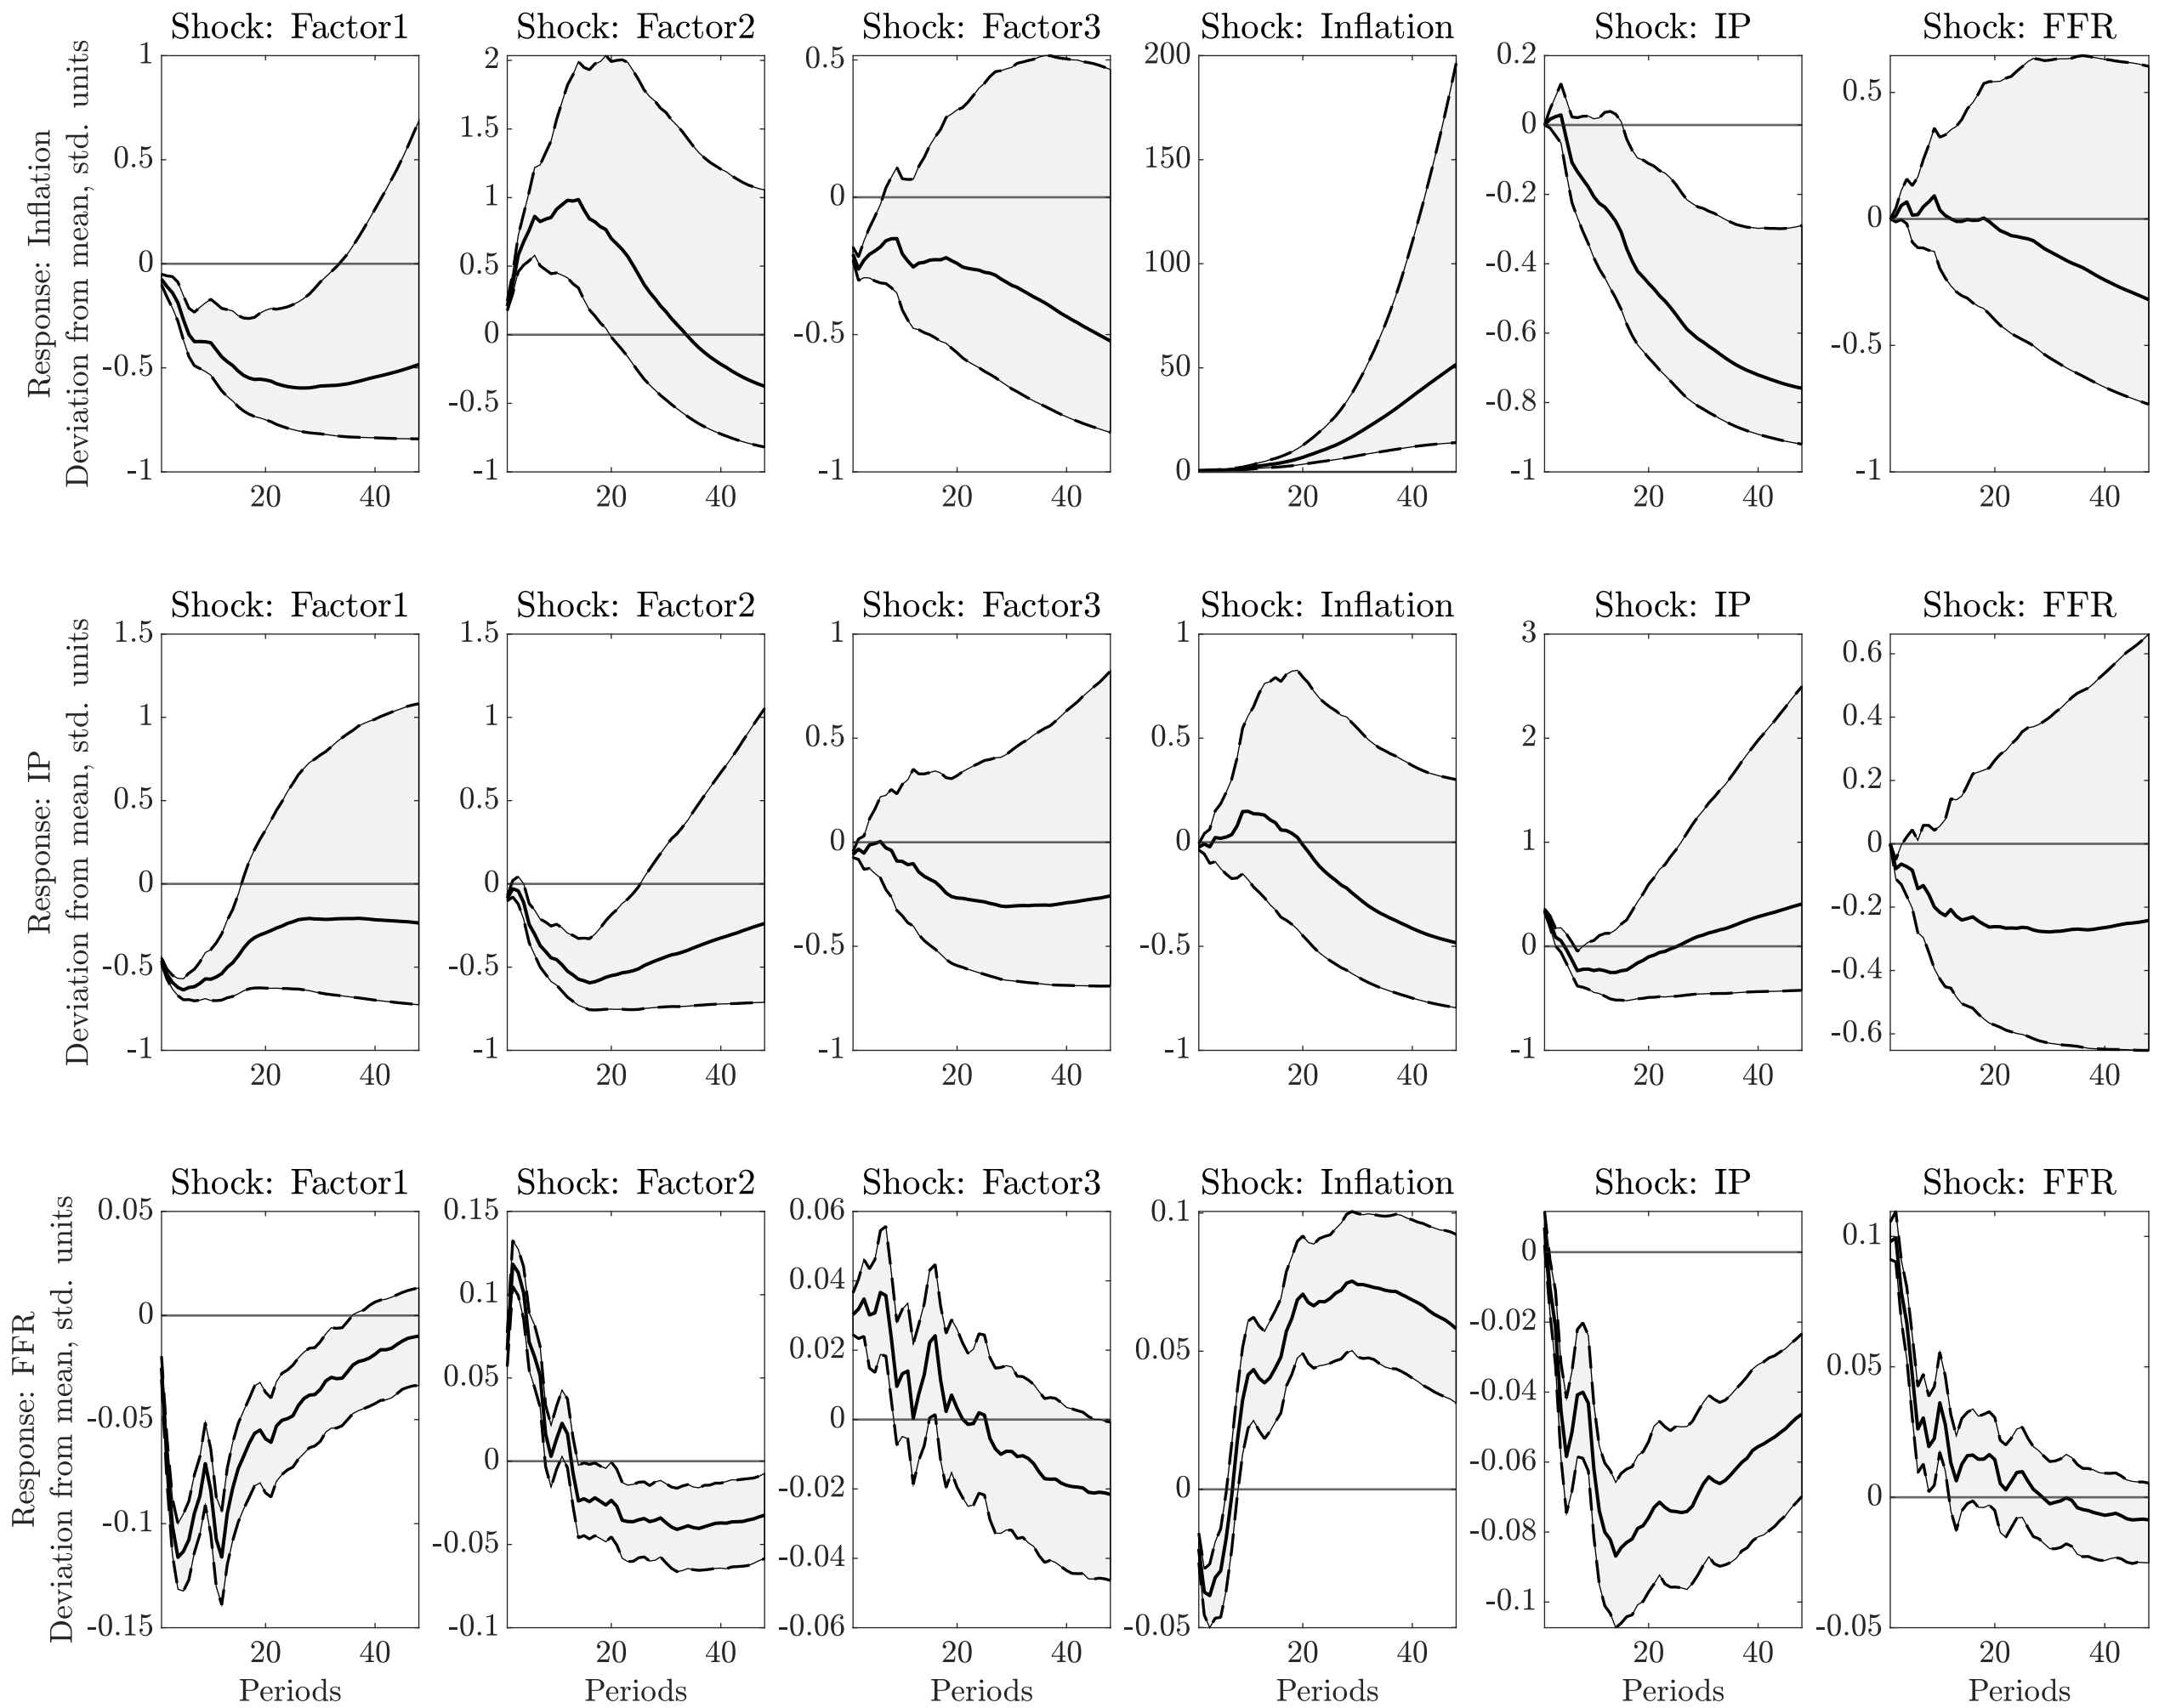 Shock: Factor1 Shock: Factor2 Shock: Factor3 Shock: Inflation Shock: IP Shock: FFR
Response: Inflation
Deviation from mean, std. units
1 0.5 0 -0.5 -1
2 1.5 1 0.5 0 -0.5 -1
0.5 0 -0.5 -1
200 150 100 50 0
0.2 0 -0.2 -0.4 -0.6 -0.8 -1
0.5 0 -0.5 -1
20 40 20 40 20 40 20 40 20 40 20 40
Shock: Factor1 Shock: Factor2 Shock: Factor3 Shock: Inflation Shock: IP Shock: FFR
Response: IP
Deviation from mean, std. units
1.5 1 0.5 0 -0.5 -1
1.5 1 0.5 0 -0.5 -1
1 0.5 0 -0.5 -1
1 0.5 0 -0.5 -1
3 2 1 0 -1
0.6 0.4 0.2 0 -0.2 -0.4 -0.6
20 40 20 40 20 40 20 40 20 40 20 40
Shock: Factor1 Shock: Factor2 Shock: Factor3 Shock: Inflation Shock: IP Shock: FFR
Response: FFR
Deviation from mean, std. units
0.05 0 -0.05 -0.1 -0.15
0.15 0.1 0.05 0 -0.05 -0.1
0.06 0.04 0.02 0 -0.02 -0.04 -0.06
0.1 0.05 0 -0.05
0 -0.02 -0.04 -0.06 -0.08 -0.1
0.1 0.05 0 -0.05
20 40 20 40 20 40 20 40 20 40 20 40
Periods Periods Periods Periods Periods Periods